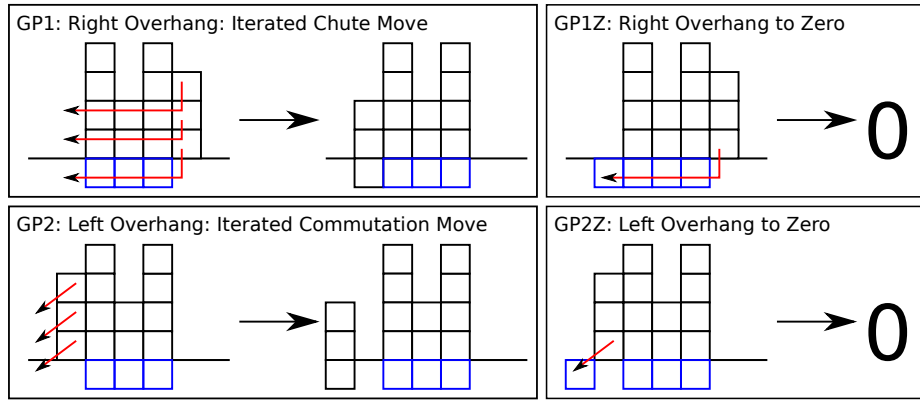 GP1: Right Overhang: Iterated Chute Move
GP1Z: Right Overhang to Zero
0
GP2: Left Overhang: Iterated Commutation Move
GP2Z: Left Overhang to Zero
0